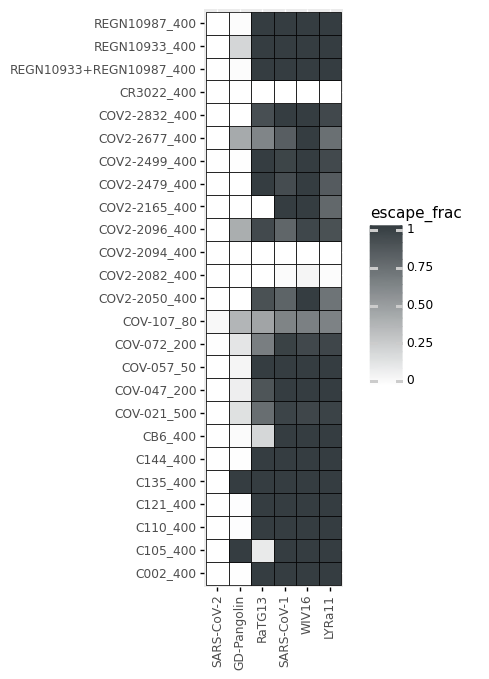 REGN10987_400
REGN10933_400
REGN10933+REGN10987_400
CR3022_400
COV2-2832_400
COV2-2677_400
COV2-2499_400
COV2-2479_400
COV2-2165_400
COV2-2096_400
COV2-2094_400
COV2-2082_400
COV2-2050_400
COV-107_80
COV-072_200
COV-057_50
COV-047_200
COV-021_500
CB6_400
C144_400
C135_400
C121_400
C110_400
C105_400
C002_400
SARS-CoV-2
GD-Pangolin
RaTG13
SARS-CoV-1
WIV16
LYRa11
escape_frac
1
0.75
0.50
0.25
0